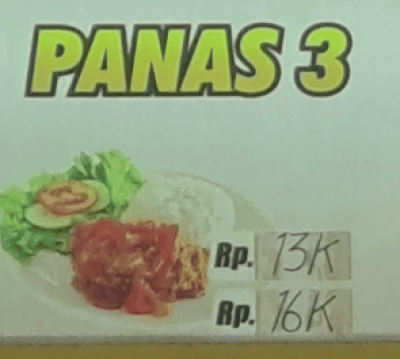 PANAS 3
Rp. 13K
Rp. 16K